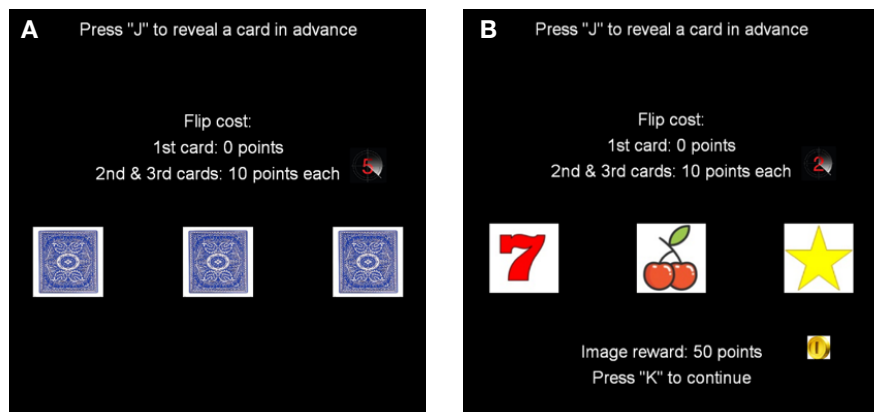 A
Press "J" to reveal a card in advance
Flip cost:
1st card: 0 points
2nd & 3rd cards: 10 points each
5
B
Press "J" to reveal a card in advance
Flip cost:
1st card: 0 points
2nd & 3rd cards: 10 points each
2
7
Image reward: 50 points
Press "K" to continue